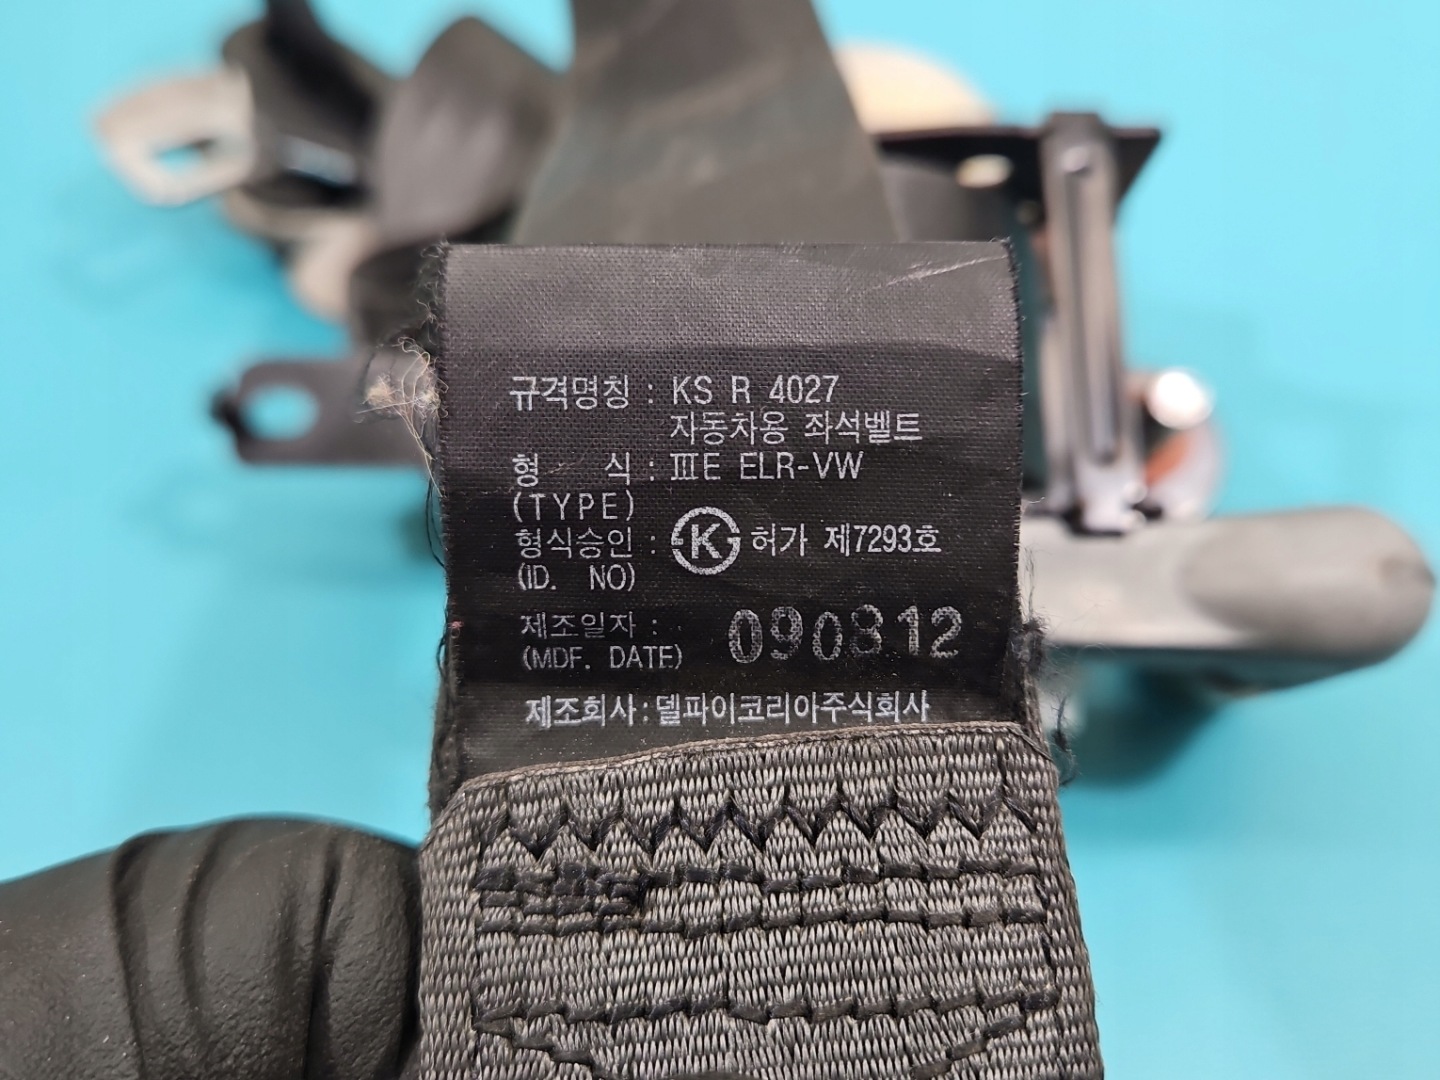 규격명칭 : KS R 4027
자동차용 좌석벨트
형 식 : ⅢE ELR-VW
(TYPE)
형식승인 : K 허가 제7293호
(ID. NO)
제조일자 : 090812
(MDF. DATE)
제조회사:델파이코리아주식회사